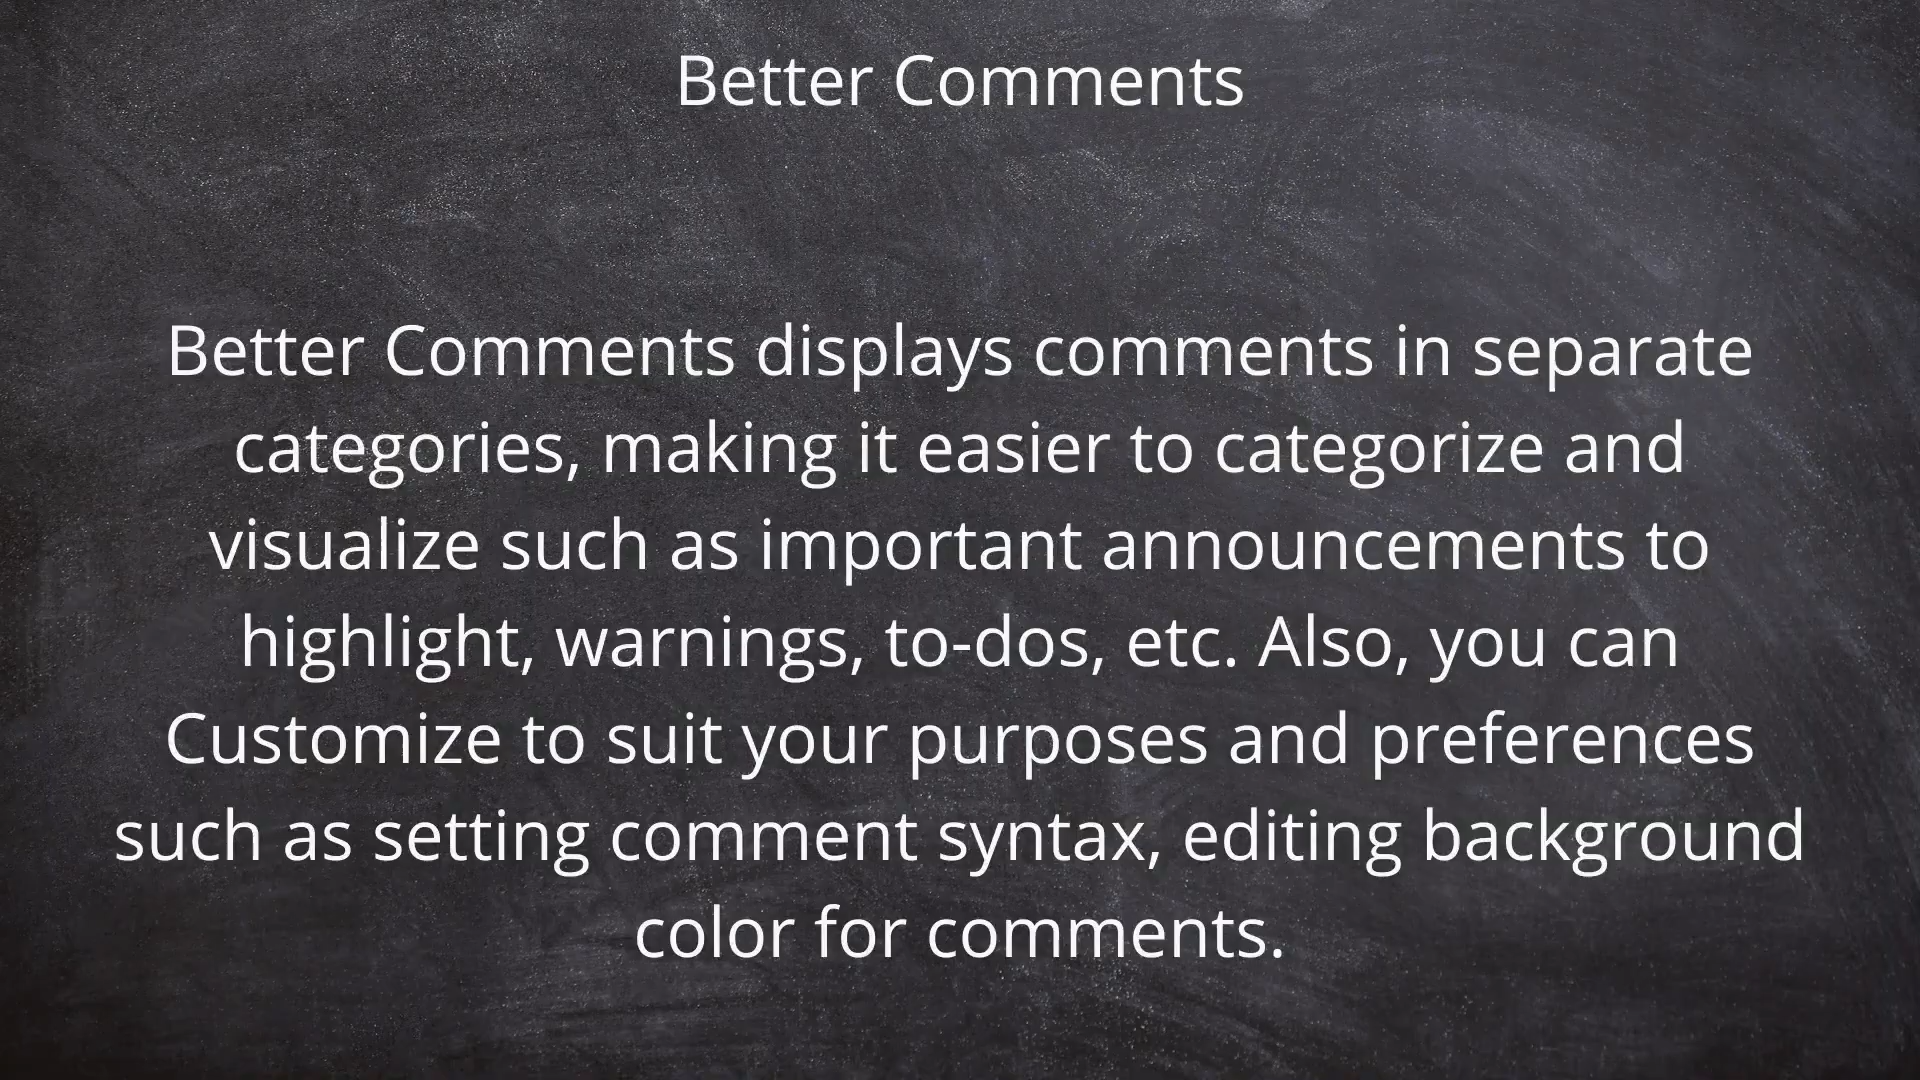 Better Comments
Better Comments displays comments in separate
categories, making it easier to categorize and
visualize such as important announcements to
highlight, warnings, to-dos, etc. Also, you can
Customize to suit your purposes and preferences
such as setting comment syntax, editing background
color for comments.